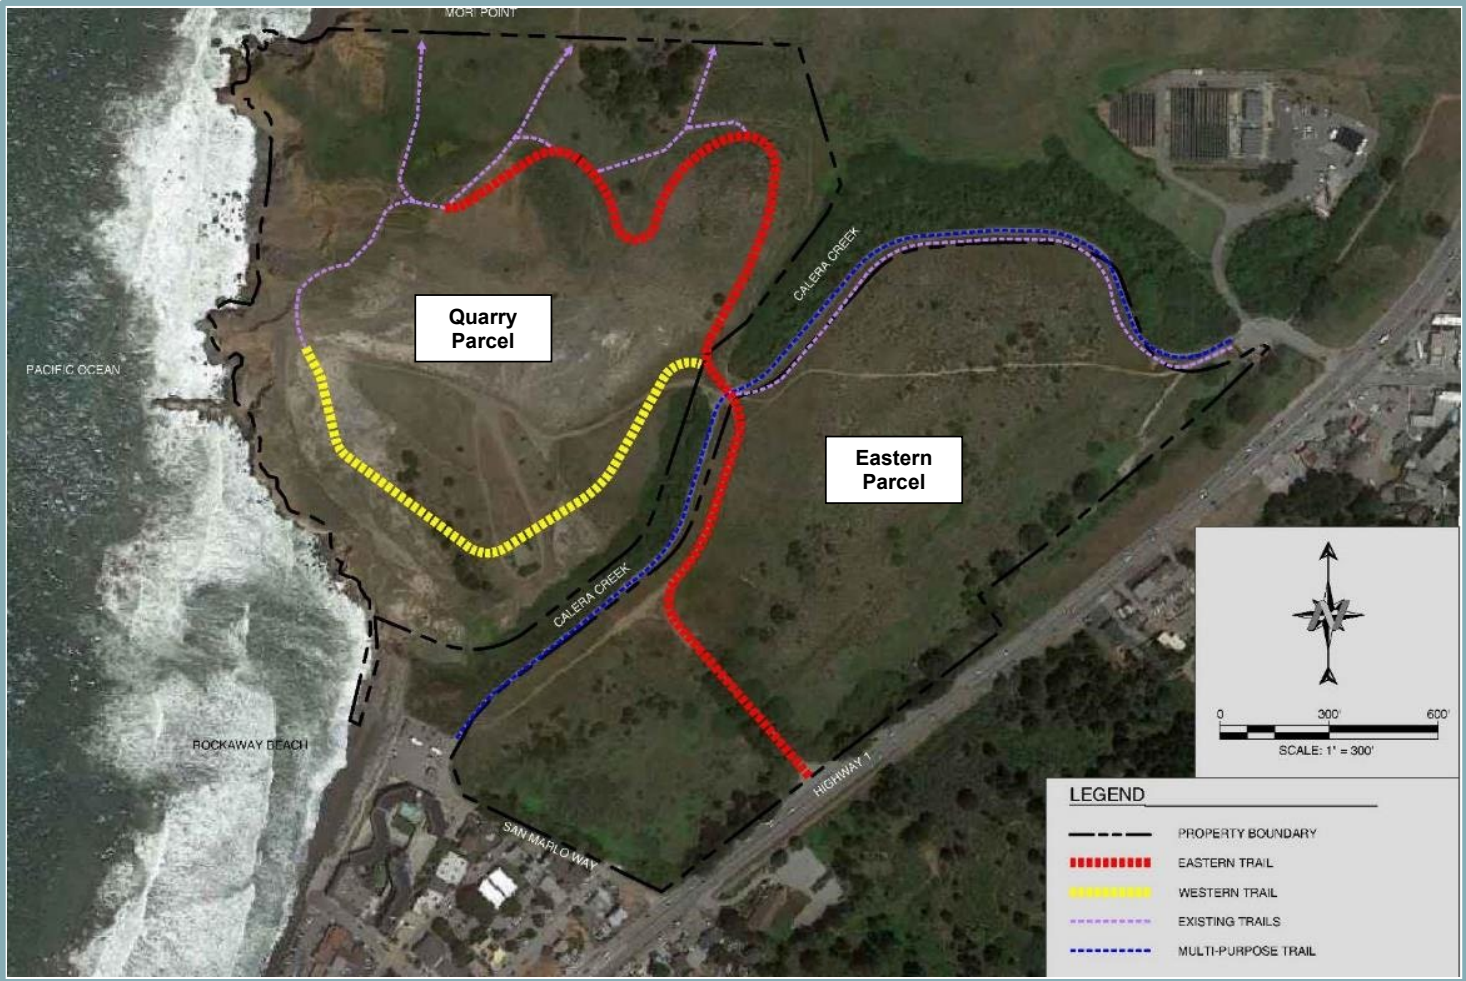 MORI POINT
CALERA CREEK
Quarry
Parcel
PACIFIC OCEAN
Eastern
Parcel
CALERA CREEK
ROCKAWAY BEACH
HIGHWAY 1
SAN MARLO WAY
N
0 300' 600'
SCALE: 1" = 300'
LEGEND
PROPERTY BOUNDARY
EASTERN TRAIL
WESTERN TRAIL
EXISTING TRAILS
MULTI-PURPOSE TRAIL